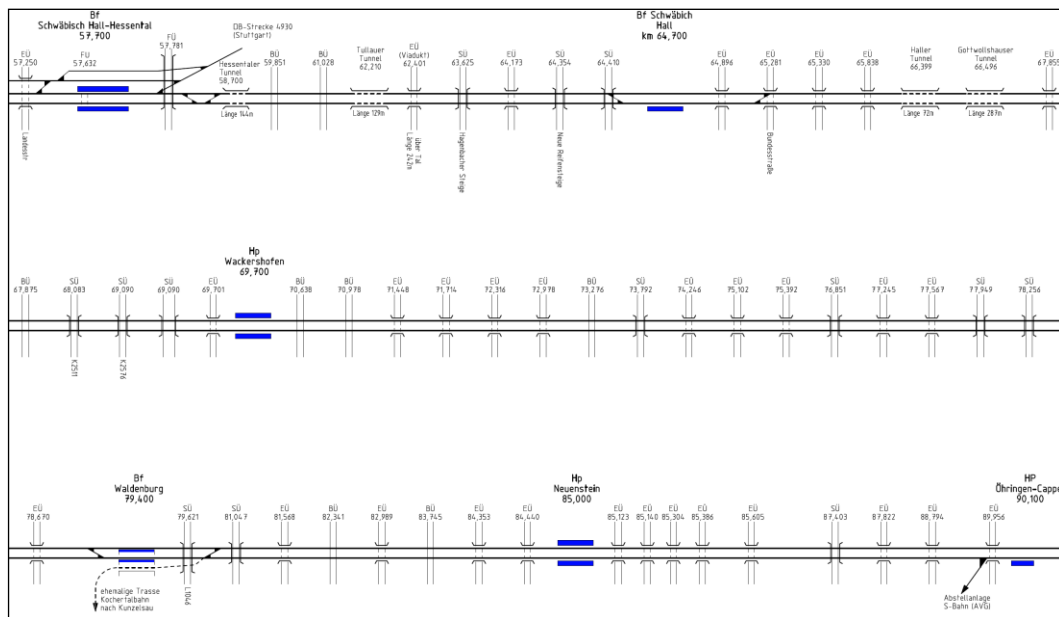 Bf
Schwäbisch Hall-Hessental
57,700
DB-Strecke 4930
(Stuttgart)
Bf Schwäbich
Hall
km 64,700
EÜ
57,250
FÜ
57,632
FÜ
57,781
Hessentaler
Tunnel
58,700
BÜ
59,851
BÜ
61,028
Tullauer
Tunnel
62,210
EÜ
(Viadukt)
62,401
SÜ
63,625
EÜ
64,173
SÜ
64,354
SÜ
64,410
EÜ
64,896
SÜ
65,281
EÜ
65,330
EÜ
65,838
Haller
Tunnel
66,399
Gottwollshauser
Tunnel
66,496
EÜ
67,855
Länge 144m
Länge 129m
Länge 72m
Länge 289m
Landesstr
über Tal
Länge 242m
Hagenbacher Steige
Neue Reifensteige
Bundesstraße
Hp
Wackershofen
69,700
BÜ
67,875
SÜ
68,083
SÜ
69,090
SÜ
69,090
EÜ
69,701
BÜ
70,638
BÜ
70,978
EÜ
71,448
EÜ
71,714
EÜ
72,316
EÜ
72,978
BÜ
73,276
SÜ
73,792
EÜ
74,246
EÜ
75,102
EÜ
75,392
SÜ
76,851
EÜ
77,245
EÜ
77,567
SÜ
77,949
SÜ
78,256
K2511
K2576
Bf
Waldenburg
79,400
Hp
Neuenstein
85,000
HP
Öhringen-Cappe
90,100
EÜ
78,670
SÜ
79,621
SÜ
81,047
EÜ
81,568
BÜ
82,341
EÜ
82,989
BÜ
83,745
EÜ
84,353
EÜ
84,440
EÜ
85,123
EÜ
85,140
EÜ
85,304
EÜ
85,386
EÜ
85,605
SÜ
87,403
EÜ
87,822
EÜ
88,794
EÜ
89,956
L1046
ehemalige Trasse
Kocherfalbahn
nach Kunzelsau
Abstellanlage
S-Bahn (AVG)